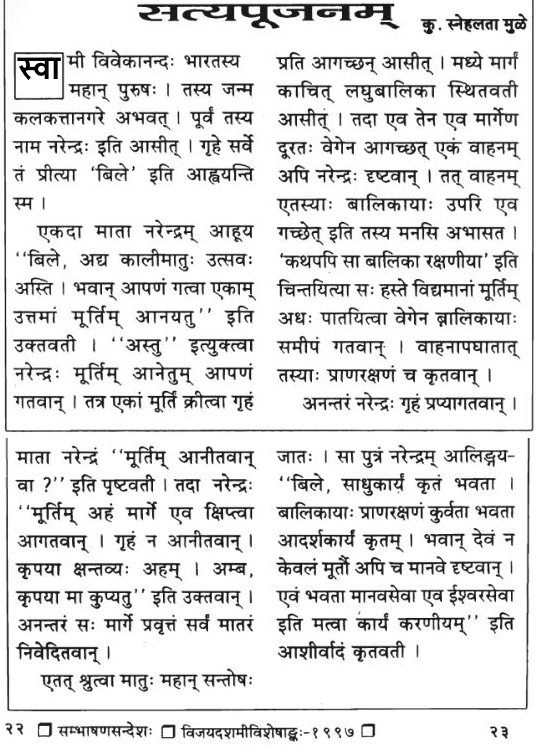 सत्यपूजनम्
कु. स्नेहलता मुळे
स्वामी विवेकानन्दः भारतस्य
महान् पुरुषः । तस्य जन्म
कलकत्तानगरे अभवत् । पूर्वं तस्य
नाम नरेन्द्रः इति आसीत् । गृहे सर्वे
तं प्रीत्या 'बिले' इति आह्वयन्ति
स्म ।
एकदा माता नरेन्द्रम् आहूय
"बिले, अद्य कालीमातुः उत्सवः
अस्ति । भवान् आपणं गत्वा एकाम्
उत्तमां मूर्तिम् आनयतु" इति
उक्तवती । "अस्तु" इत्युक्त्वा
नरेन्द्रः मूर्तिम् आनेतुम् आपणं
गतवान् । तत्र एकां मूर्तिं क्रीत्वा गृहं
प्रति आगच्छन् आसीत् । मध्ये मार्गं
काचित् लघुबालिका स्थितवती
आसीत् । तदा एव तेन एव मार्गेण
दूरतः वेगेन आगच्छत् एकं वाहनम्
अपि नरेन्द्रः दृष्टवान् । तत् वाहनम्
एतस्याः बालिकायाः उपरि एव
गच्छेत् इति तस्य मनसि अभासत ।
'कथपपि सा बालिका रक्षणीया' इति
चिन्तयित्या सः हस्ते विद्यमानां मूर्तिम्
अधः पातयित्वा वेगेन बालिकायाः
समीपं गतवान् । वाहनापघातात्
तस्याः प्राणरक्षणं च कृतवान् ।
अनन्तरं नरेन्द्रः गृहं प्रप्यागतवान् ।
माता नरेन्द्रं "मूर्तिम् आनीतवान्
वा ?" इति पृष्टवती । तदा नरेन्द्रः
"मूर्तिम् अहं मार्गे एव क्षिप्त्वा
आगतवान् । गृहं न आनीतवान् ।
कृपया क्षन्तव्यः अहम् । अम्ब,
कृपया मा कुप्यतु" इति उक्तवान् ।
अनन्तरं सः मार्गे प्रवृत्तं सर्वं मातरं
निवेदितवान् ।
एतत् श्रुत्वा मातुः महान् सन्तोषः
जातः । सा पुत्रं नरेन्द्रम् आलिङ्गय-
"बिले, साधुकार्यं कृतं भवता ।
बालिकायाः प्राणरक्षणं कुर्वता भवता
आदर्शकार्यं कृतम् । भवान् देवं न
केवलं मूर्तौ अपि च मानवे दृष्टवान् ।
एवं भवता मानवसेवा एव ईश्वरसेवा
इति मत्वा कार्यं करणीयम्" इति
आशीर्वादं कृतवती ।
२२ □ सम्भाषणसन्देशः □ विजयदशमीविशेषाङ्कः-१९९७ □ २३